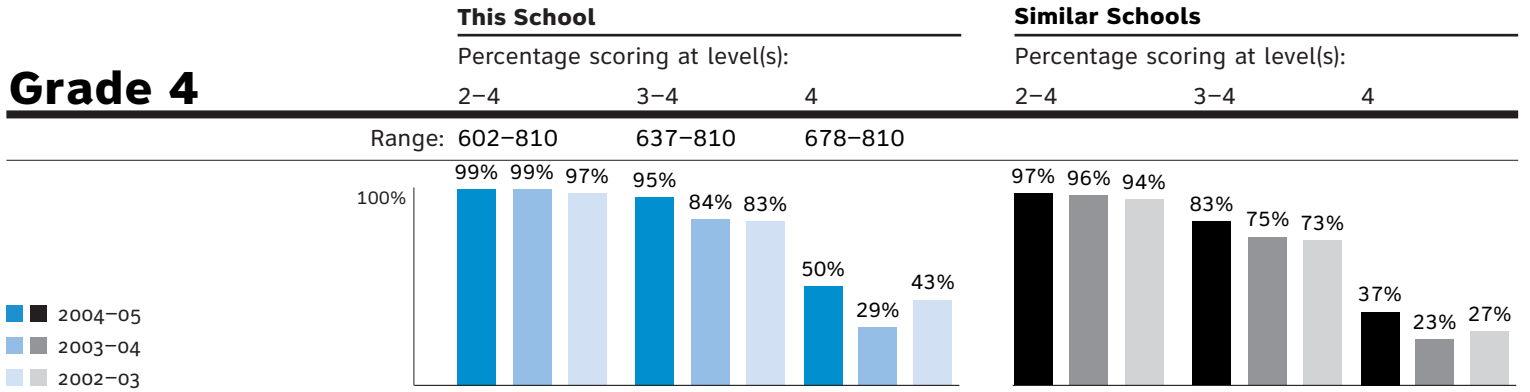 This School Similar Schools
Percentage scoring at level(s): Percentage scoring at level(s):
Grade 4 2–4 3–4 4 2–4 3–4 4
Range: 602–810 637–810 678–810
99% 99% 97% 95% 84% 83% 50% 29% 43% 97% 96% 94% 83% 75% 73% 37% 23% 27%
100%
2004–05
2003–04
2002–03